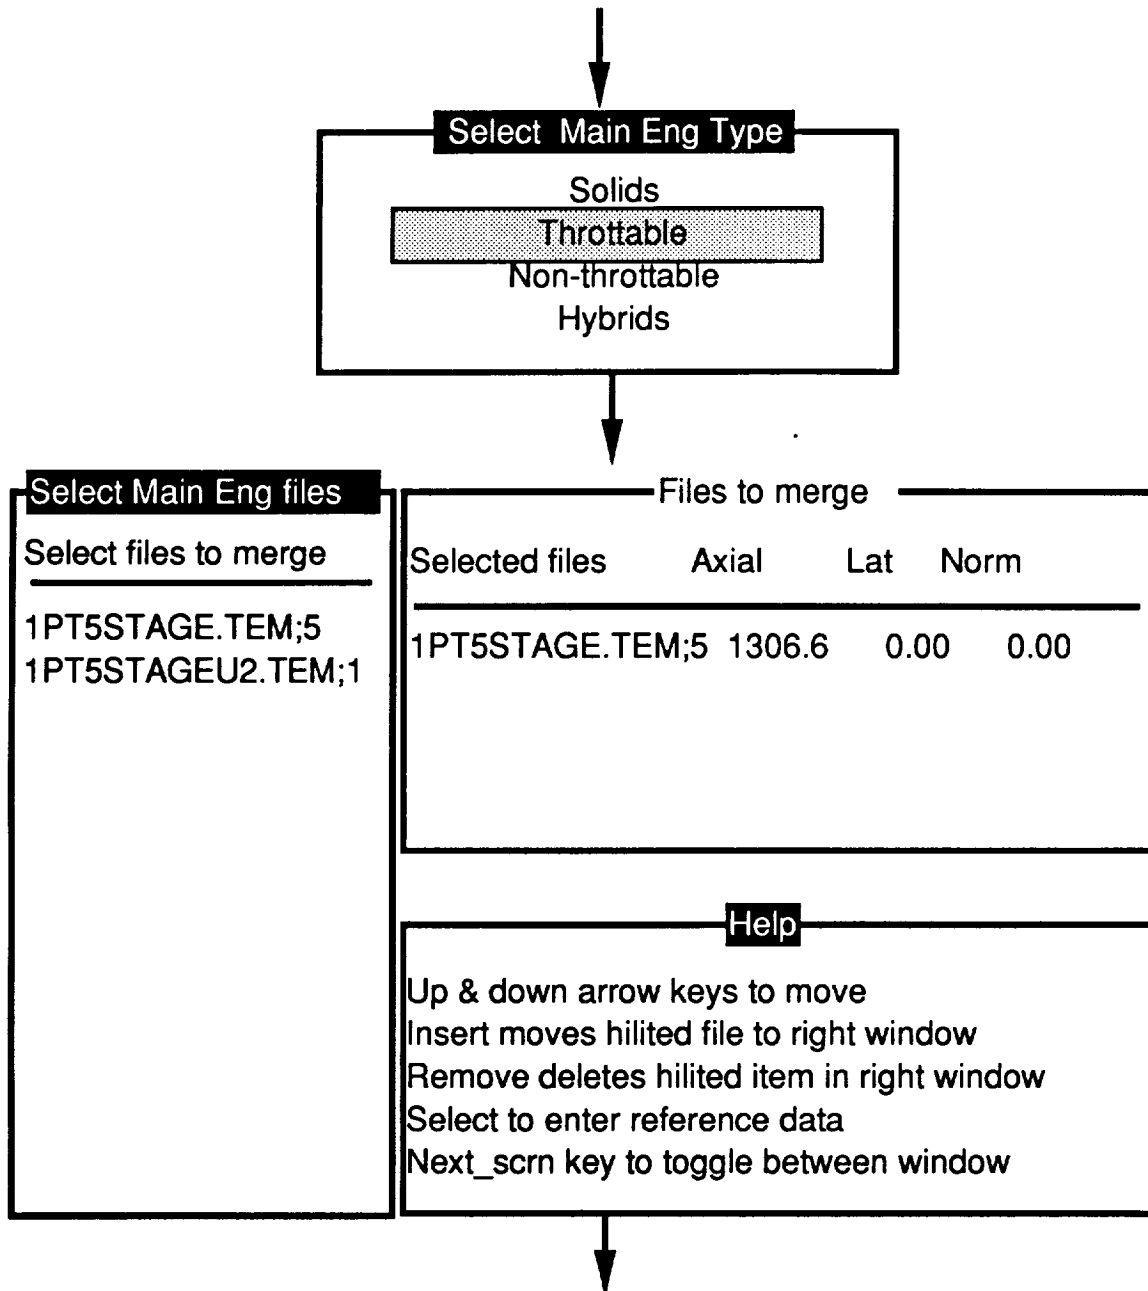 Select Main Eng Type
Solids
Throttable
Non-throttable
Hybrids
Select Main Eng files
Select files to merge
1PT5STAGE.TEM;5
1PT5STAGEU2.TEM;1
Files to merge
Selected files Axial Lat Norm
1PT5STAGE.TEM;5 1306.6 0.00 0.00
Help
Up & down arrow keys to move
Insert moves hilited file to right window
Remove deletes hilited item in right window
Select to enter reference data
Next_scrn key to toggle between window